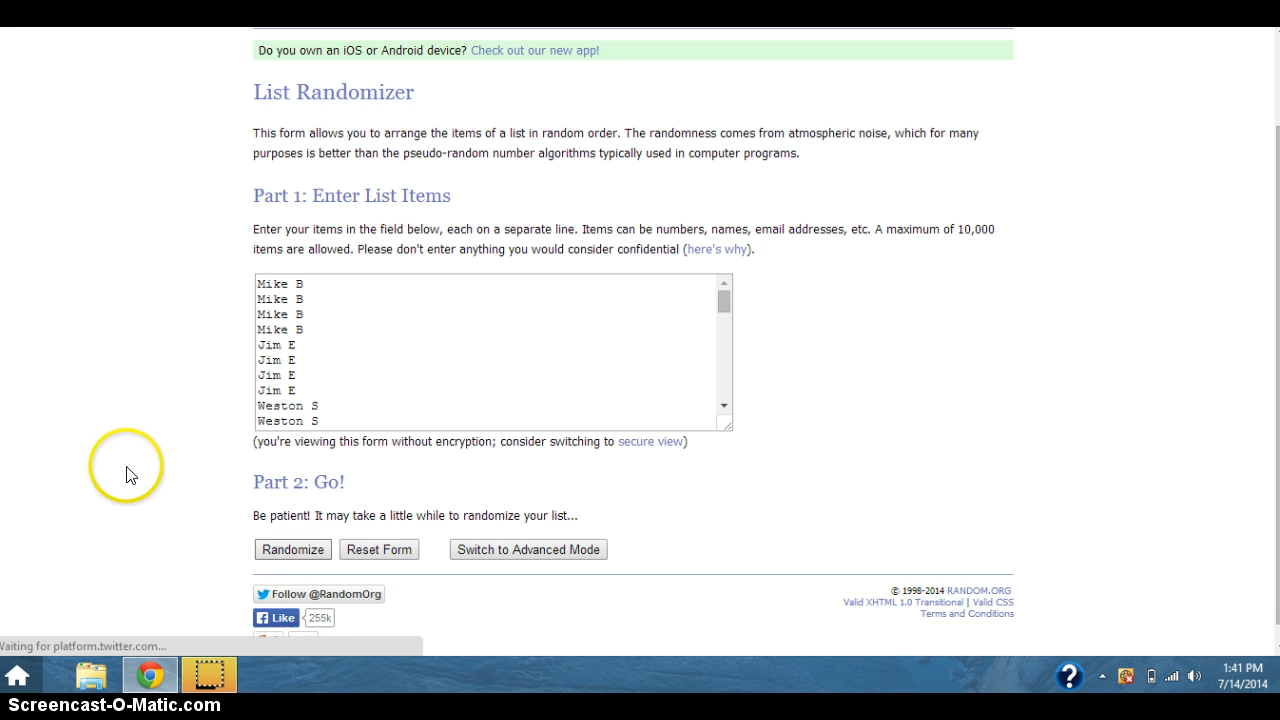 Do you own an iOS or Android device? Check out our new app!
List Randomizer
This form allows you to arrange the items of a list in random order. The randomness comes from atmospheric noise, which for many
purposes is better than the pseudo-random number algorithms typically used in computer programs.
Part 1: Enter List Items
Enter your items in the field below, each on a separate line. Items can be numbers, names, email addresses, etc. A maximum of 10,000
items are allowed. Please don't enter anything you would consider confidential (here's why).
Mike B
Mike B
Mike B
Mike B
Jim E
Jim E
Jim E
Jim E
Weston S
Weston S
(you're viewing this form without encryption; consider switching to secure view)
Part 2: Go!
Be patient! It may take a little while to randomize your list...
Randomize Reset Form Switch to Advanced Mode
Follow @RandomOrg
Like 255k
© 1998-2014 RANDOM.ORG
Valid XHTML 1.0 Transitional | Valid CSS
Terms and Conditions
Waiting for platform.twitter.com...
1:41 PM
7/14/2014
Screencast-O-Matic.com